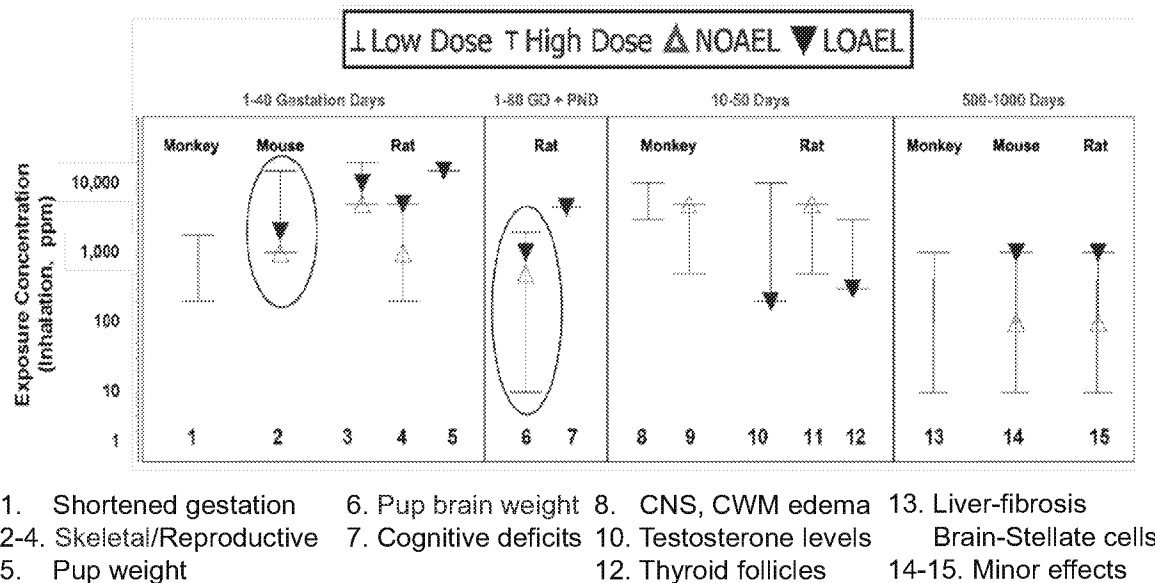 ⊥Low Dose ⊤High Dose △NOAEL ▼LOAEL
1-40 Gestation Days 1-80 GD + PND 10-50 Days 500-1000 Days
Monkey Mouse Rat Rat Monkey Rat Monkey Mouse Rat
Exposure Concentration
(Inhalation, ppm)
10,000
1,000
100
10
1
1 2 3 4 5 6 7 8 9 10 11 12 13 14 15
1. Shortened gestation 6. Pup brain weight 8. CNS, CWM edema 13. Liver-fibrosis
2-4. Skeletal/Reproductive 7. Cognitive deficits 10. Testosterone levels Brain-Stellate cells
5. Pup weight 12. Thyroid follicles 14-15. Minor effects